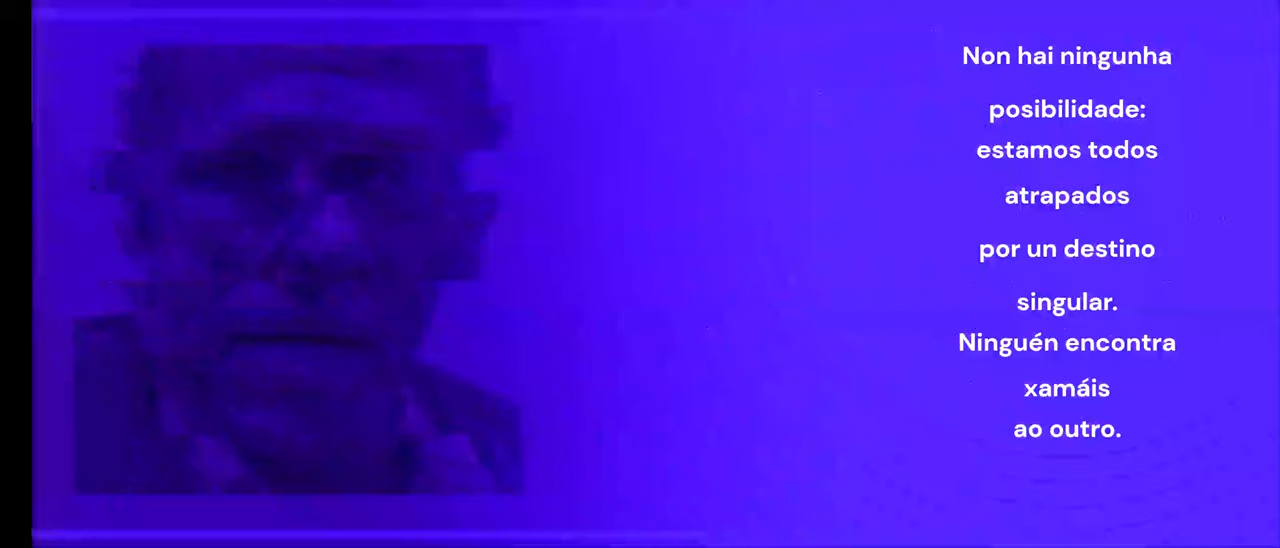 Non hai ningunha
posibilidade:
estamos todos
atrapados
por un destino
singular.
Ninguén encontra
xamáis
ao outro.